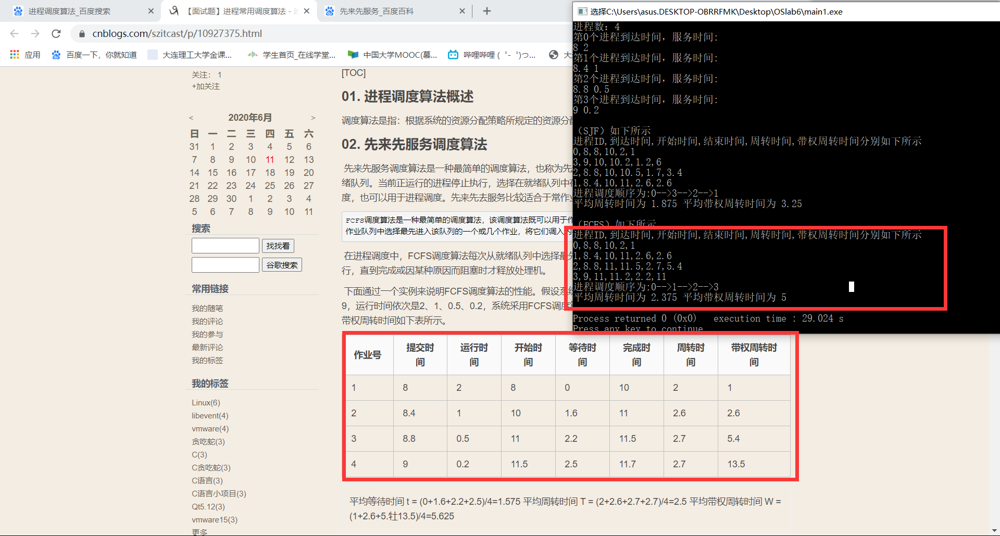 进程调度算法_百度搜索
【面试题】进程常用调度算法 -
先来先服务_百度百科
cnblogs.com/szitcast/p/10927375.html
应用
百度一下，你就知道
大连理工大学金课...
学生首页_在线学堂...
中国大学MOOC(慕...
哔哩哔哩 (゜-゜)つ...
关注： 1
+加关注
< 2020年6月 >
日 一 二 三 四 五 六
31 1 2 3 4 5 6
7 8 9 10 11 12 13
14 15 16 17 18 19 20
21 22 23 24 25 26 27
28 29 30 1 2 3 4
5 6 7 8 9 10 11
搜索
找找看
谷歌搜索
常用链接
我的随笔
我的评论
我的参与
最新评论
我的标签
我的标签
Linux(6)
libevent(4)
vmware(4)
贪吃蛇(3)
C(3)
C贪吃蛇(3)
C语言(3)
C语言小项目(3)
Qt5.12(3)
vmware15(3)
更多
[TOC]
01. 进程调度算法概述
调度算法是指：根据系统的资源分配策略所规定的资源分
02. 先来先服务调度算法
先来先服务调度算法是一种最简单的调度算法，也称为先
绪队列。当前正运行的进程停止执行，选择在就绪队列中
度，也可以用于进程调度。先来先去服务比较适合于常作
FCFS调度算法是一种最简单的调度算法，该调度算法既可以用于
作业队列中选择最先进入该队列的一个或几个作业，将它们调入
在进程调度中，FCFS调度算法每次从就绪队列中选择最
行，直到完成或因某种原因而阻塞时才释放处理机。
下面通过一个实例来说明FCFS调度算法的性能。假设系
9，运行时间依次是2、1、0.5、0.2，系统采用FCFS调度
带权周转时间如下表所示。
作业号 提交时间 运行时间 开始时间 等待时间 完成时间 周转时间 带权周转时间
1 8 2 8 0 10 2 1
2 8.4 1 10 1.6 11 2.6 2.6
3 8.8 0.5 11 2.2 11.5 2.7 5.4
4 9 0.2 11.5 2.5 11.7 2.7 13.5
平均等待时间 t = (0+1.6+2.2+2.5)/4=1.575 平均周转时间 T = (2+2.6+2.7+2.7)/4=2.5 平均带权周转时间 W =
(1+2.6+5.牡13.5)/4=5.625
选择C:\Users\asus.DESKTOP-OBRRFMK\Desktop\OSlab6\main1.exe
进程数：4
第0个进程到达时间，服务时间：
8 2
第1个进程到达时间，服务时间：
8.4 1
第2个进程到达时间，服务时间：
8.8 0.5
第3个进程到达时间，服务时间：
9 0.2
（SJF）如下所示
进程ID,到达时间,开始时间,结束时间,周转时间,带权周转时间分别如下所示
0,8,8,10,2,1
3,9,10,10.2,1.2,6
2,8.8,10,10.5,1.7,3.4
1,8.4,10,11,2.6,2.6
进程调度顺序为:0-->3-->2-->1
平均周转时间为 1.875 平均带权周转时间为 3.25
（FCFS）如下所示
进程ID,到达时间,开始时间,结束时间,周转时间,带权周转时间分别如下所示
0,8,8,10,2,1
1,8.4,10,11,2.6,2.6
2,8.8,11,11.5,2.7,5.4
3,9,11,11.2,2.2,11
进程调度顺序为:0-->1-->2-->3
平均周转时间为 2.375 平均带权周转时间为 5
Process returned 0 (0x0) execution time : 29.024 s
Press any key to continue